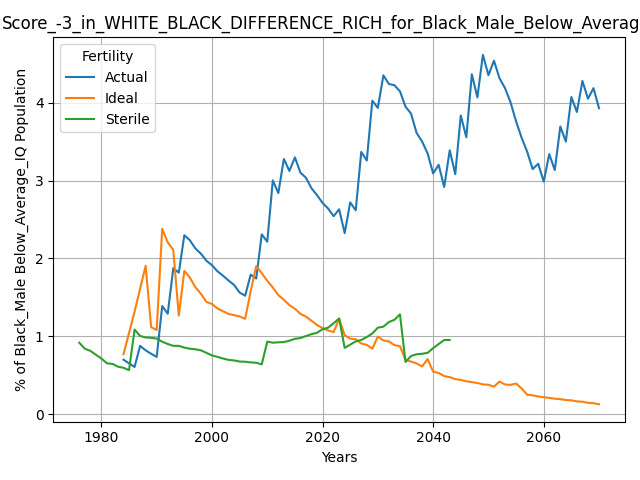 Score_-3_in_WHITE_BLACK_DIFFERENCE_RICH_for_Black_Male_Below_Averag
Fertility
Actual
Ideal
Sterile
% of Black_Male Below_Average_IQ Population
4
3
2
1
0
1980 2000 2020 2040 2060
Years